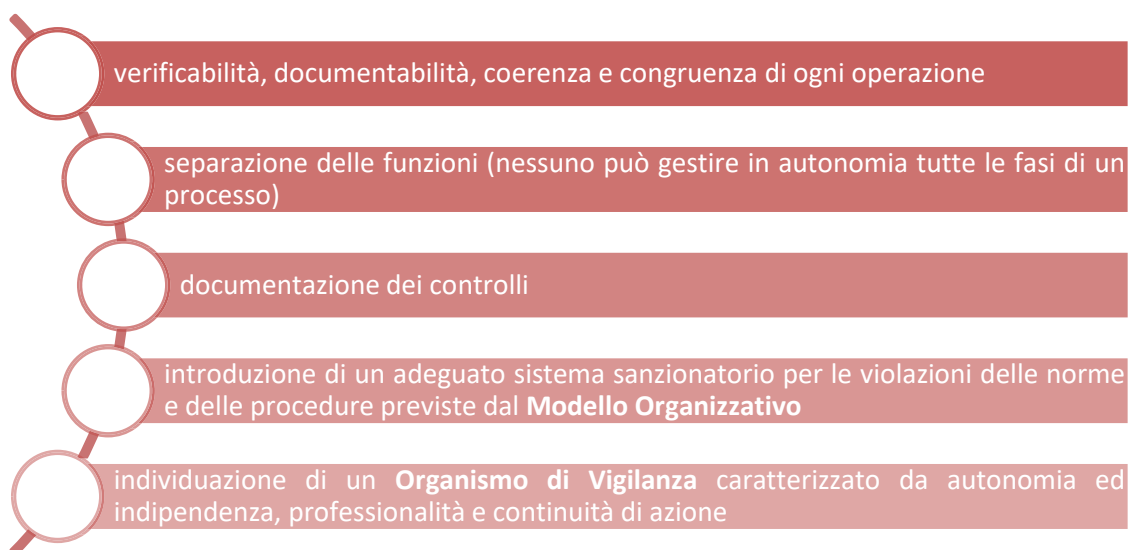 verificabilità, documentabilità, coerenza e congruenza di ogni operazione
separazione delle funzioni (nessuno può gestire in autonomia tutte le fasi di un
processo)
documentazione dei controlli
introduzione di un adeguato sistema sanzionatorio per le violazioni delle norme
e delle procedure previste dal Modello Organizzativo
individuazione di un Organismo di Vigilanza caratterizzato da autonomia ed
indipendenza, professionalità e continuità di azione